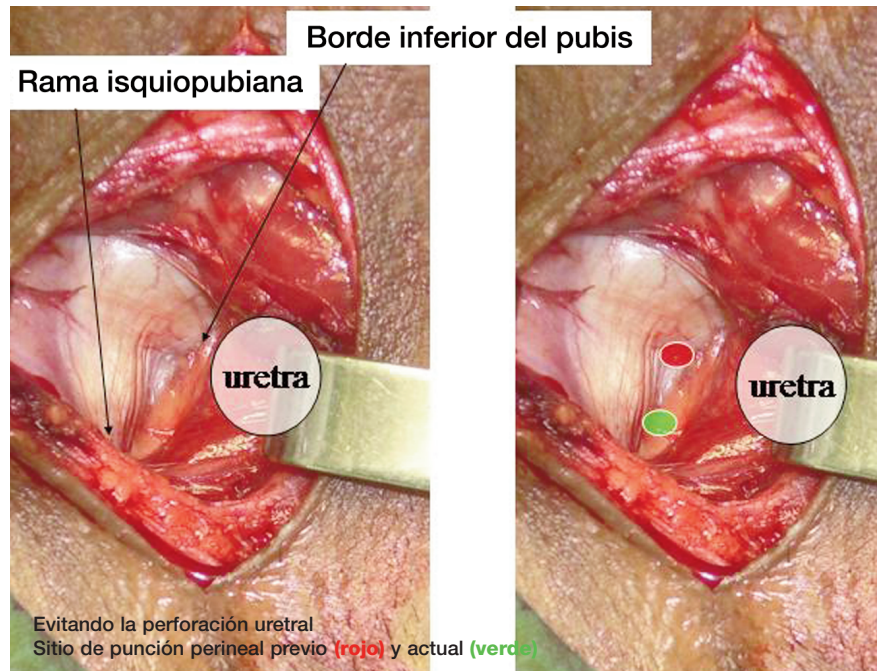 Borde inferior del pubis
Rama isquiopubiana
uretra
uretra
Evitando la perforación uretral
Sitio de punción perineal previo (rojo) y actual (verde)